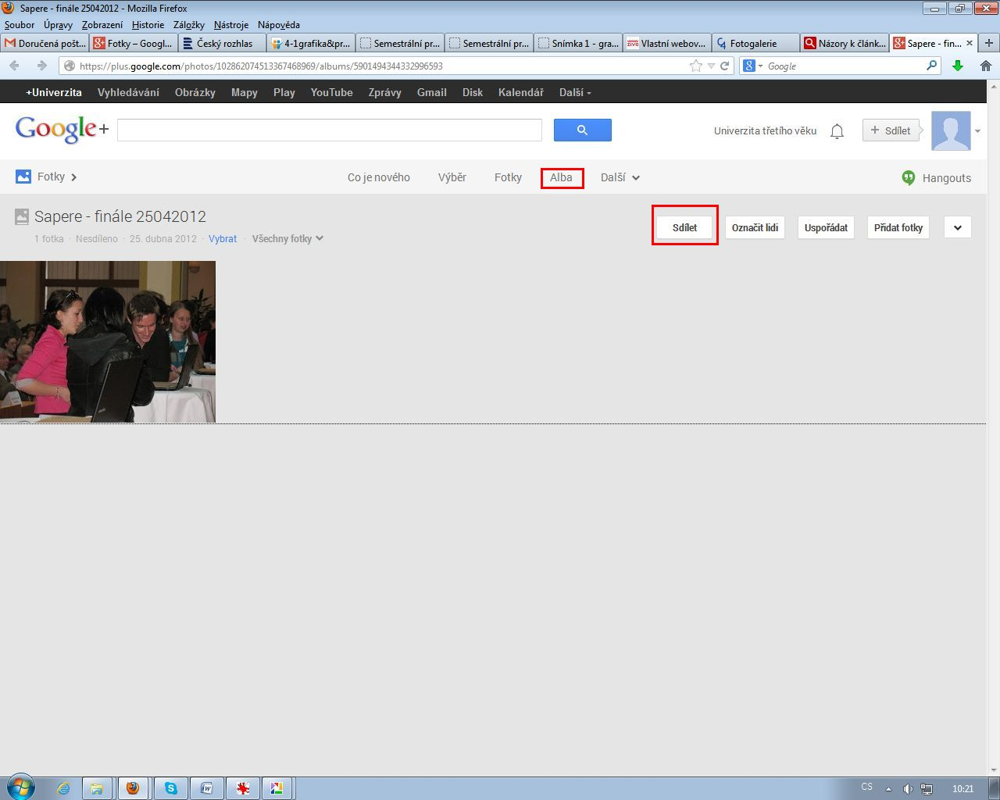 Sapere - finále 25042012 - Mozilla Firefox
Soubor Úpravy Zobrazení Historie Záložky Nástroje Nápověda
Doručená pošt... Fotky – Googl... Český rozhlas 4-1grafika&pr... Semestrální pr... Semestrální pr... Snímka 1 - gra... Vlastní webov... Fotogalerie Názory k článk... Sapere - fin...
https://plus.google.com/photos/102862074513367468969/albums/5901494344332996593 Google
+Univerzita Vyhledávání Obrázky Mapy Play YouTube Zprávy Gmail Disk Kalendář Další
Google+ Univerzita třetího věku + Sdílet
Fotky Co je nového Výběr Fotky Alba Další Hangouts
Sapere - finále 25042012
Sdílet Označit lidi Uspořádat Přidat fotky
1 fotka · Nesdíleno · 25. dubna 2012 · Vybrat · Všechny fotky
CS 10:21